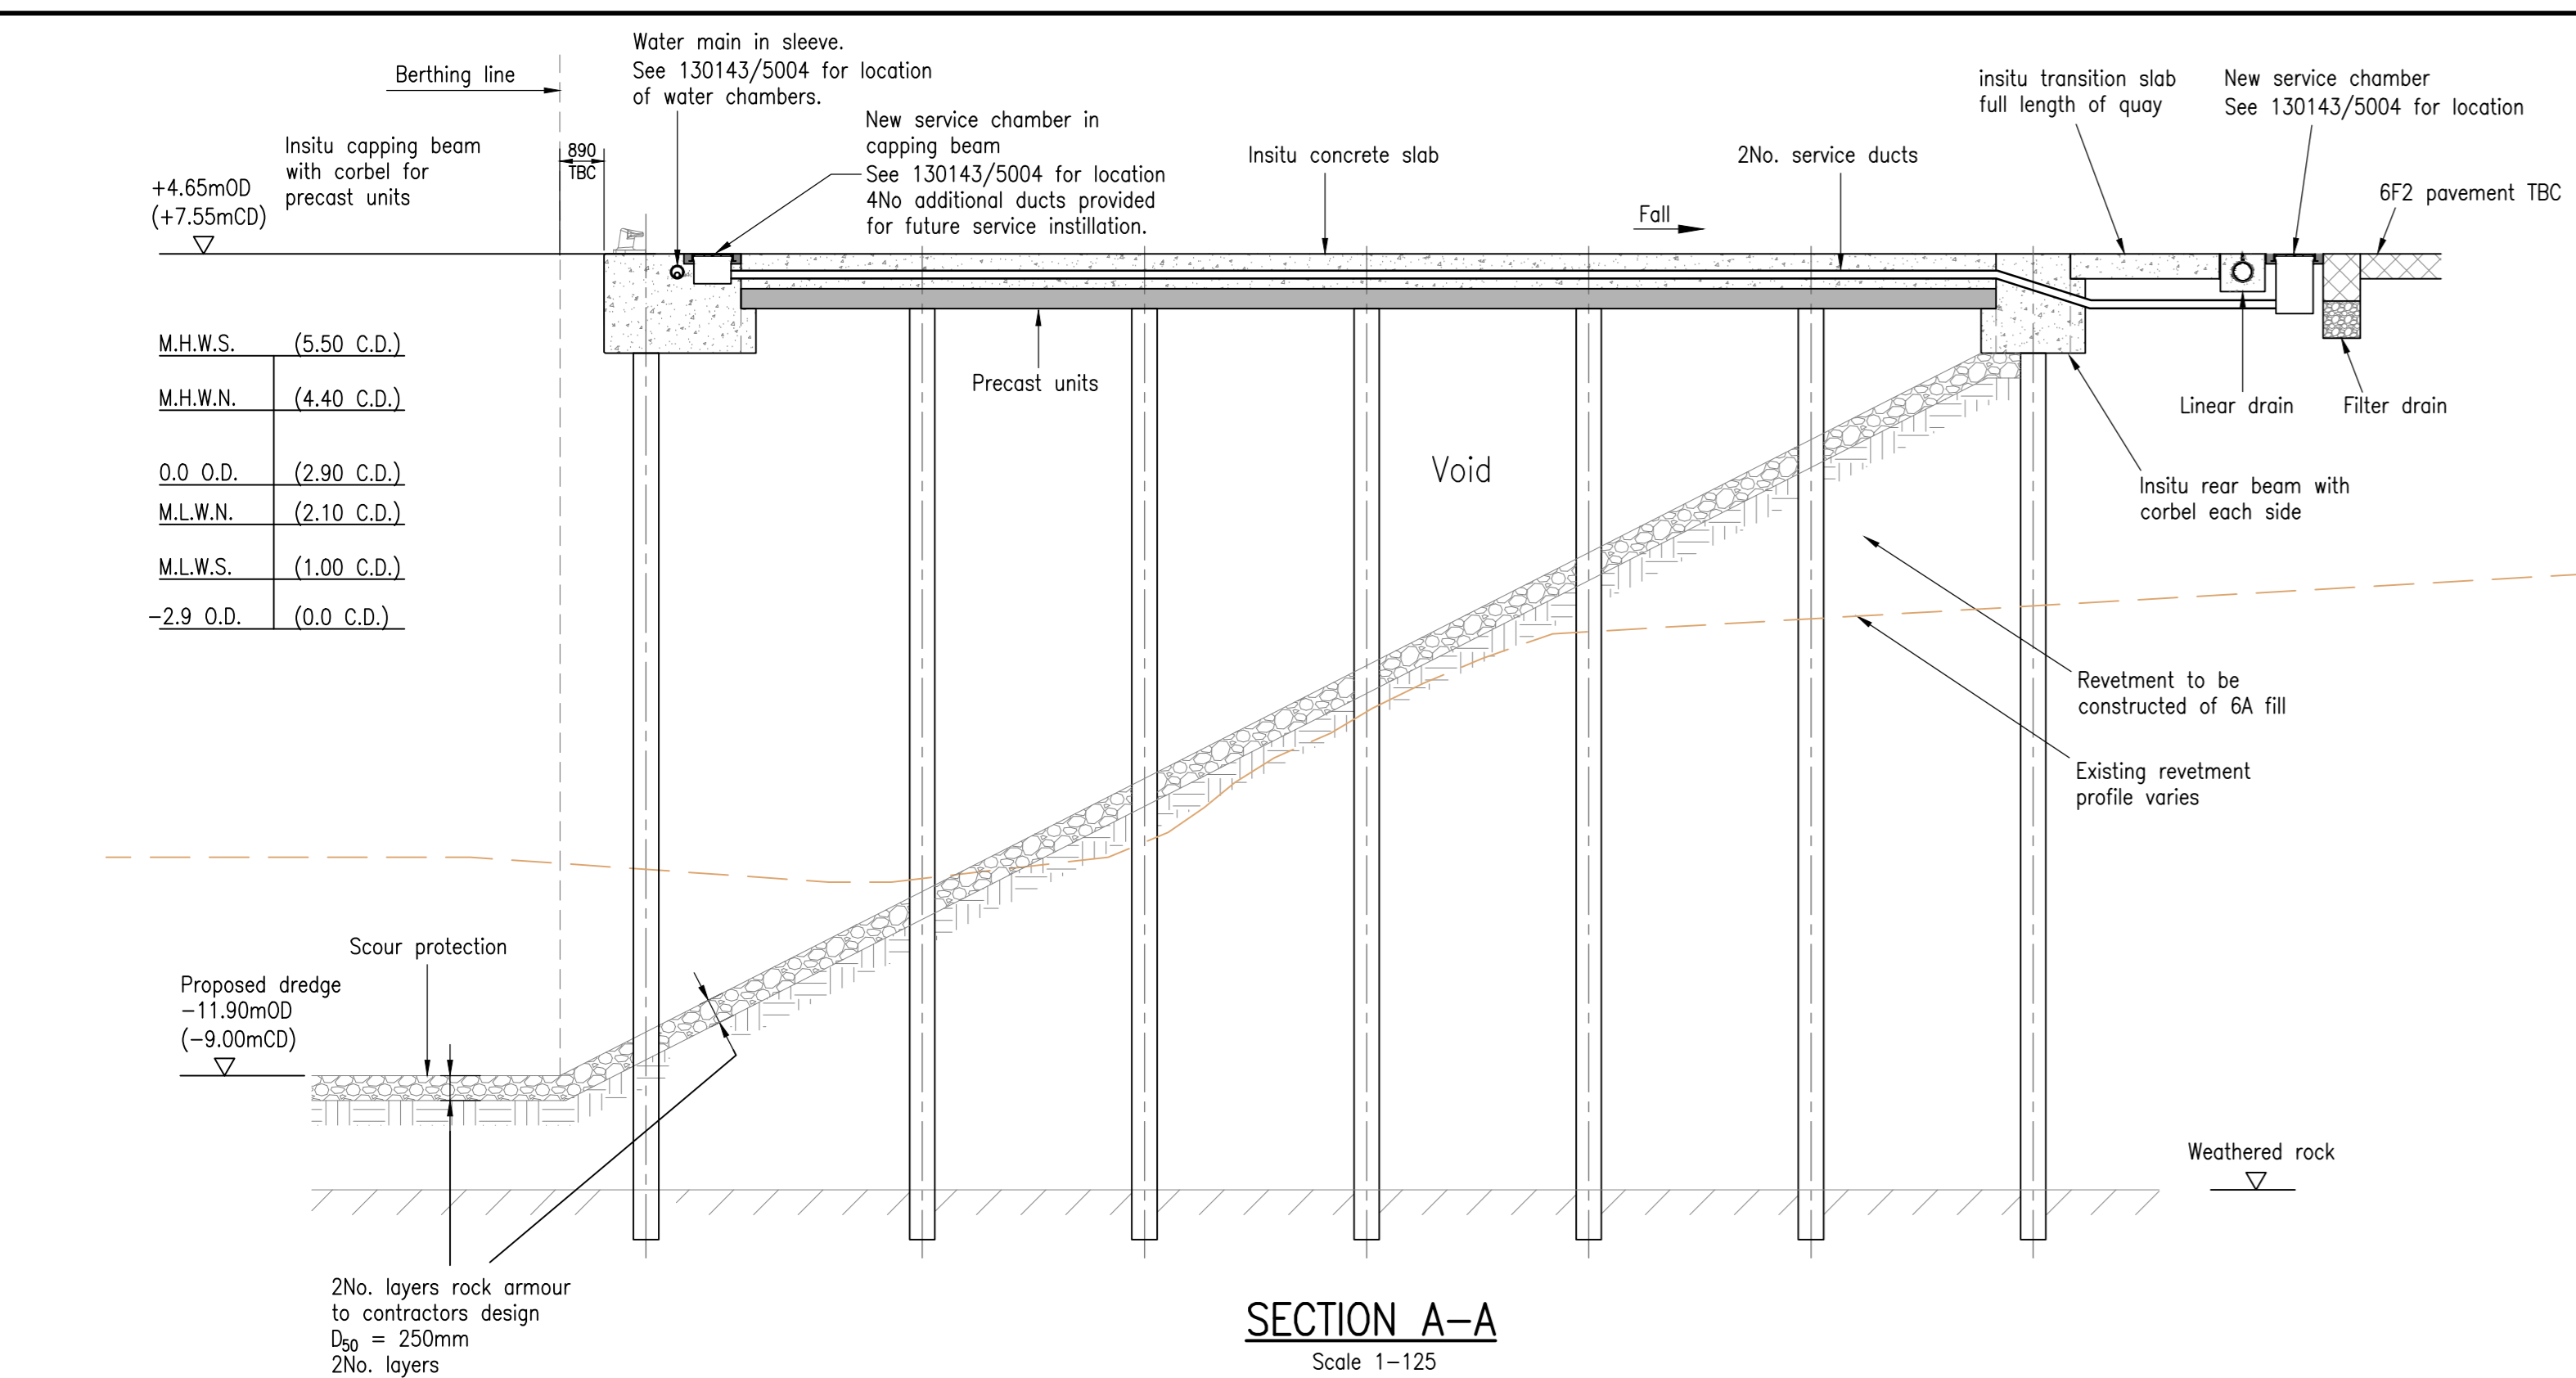 Water main in sleeve.
See 130143/5004 for location
of water chambers.
Berthing line
New service chamber in
capping beam
See 130143/5004 for location
4No additional ducts provided
for future service instillation.
Insitu capping beam
with corbel for
precast units
890
TBC
+4.65mOD
(+7.55mCD)
Insitu concrete slab
2No. service ducts
Fall
insitu transition slab
full length of quay
New service chamber
See 130143/5004 for location
6F2 pavement TBC
M.H.W.S. (5.50 C.D.)
M.H.W.N. (4.40 C.D.)
0.0 O.D. (2.90 C.D.)
M.L.W.N. (2.10 C.D.)
M.L.W.S. (1.00 C.D.)
-2.9 O.D. (0.0 C.D.)
Precast units
Void
Linear drain
Filter drain
Insitu rear beam with
corbel each side
Revetment to be
constructed of 6A fill
Existing revetment
profile varies
Scour protection
Proposed dredge
-11.90mOD
(-9.00mCD)
Weathered rock
2No. layers rock armour
to contractors design
D50 = 250mm
2No. layers
SECTION A-A
Scale 1-125